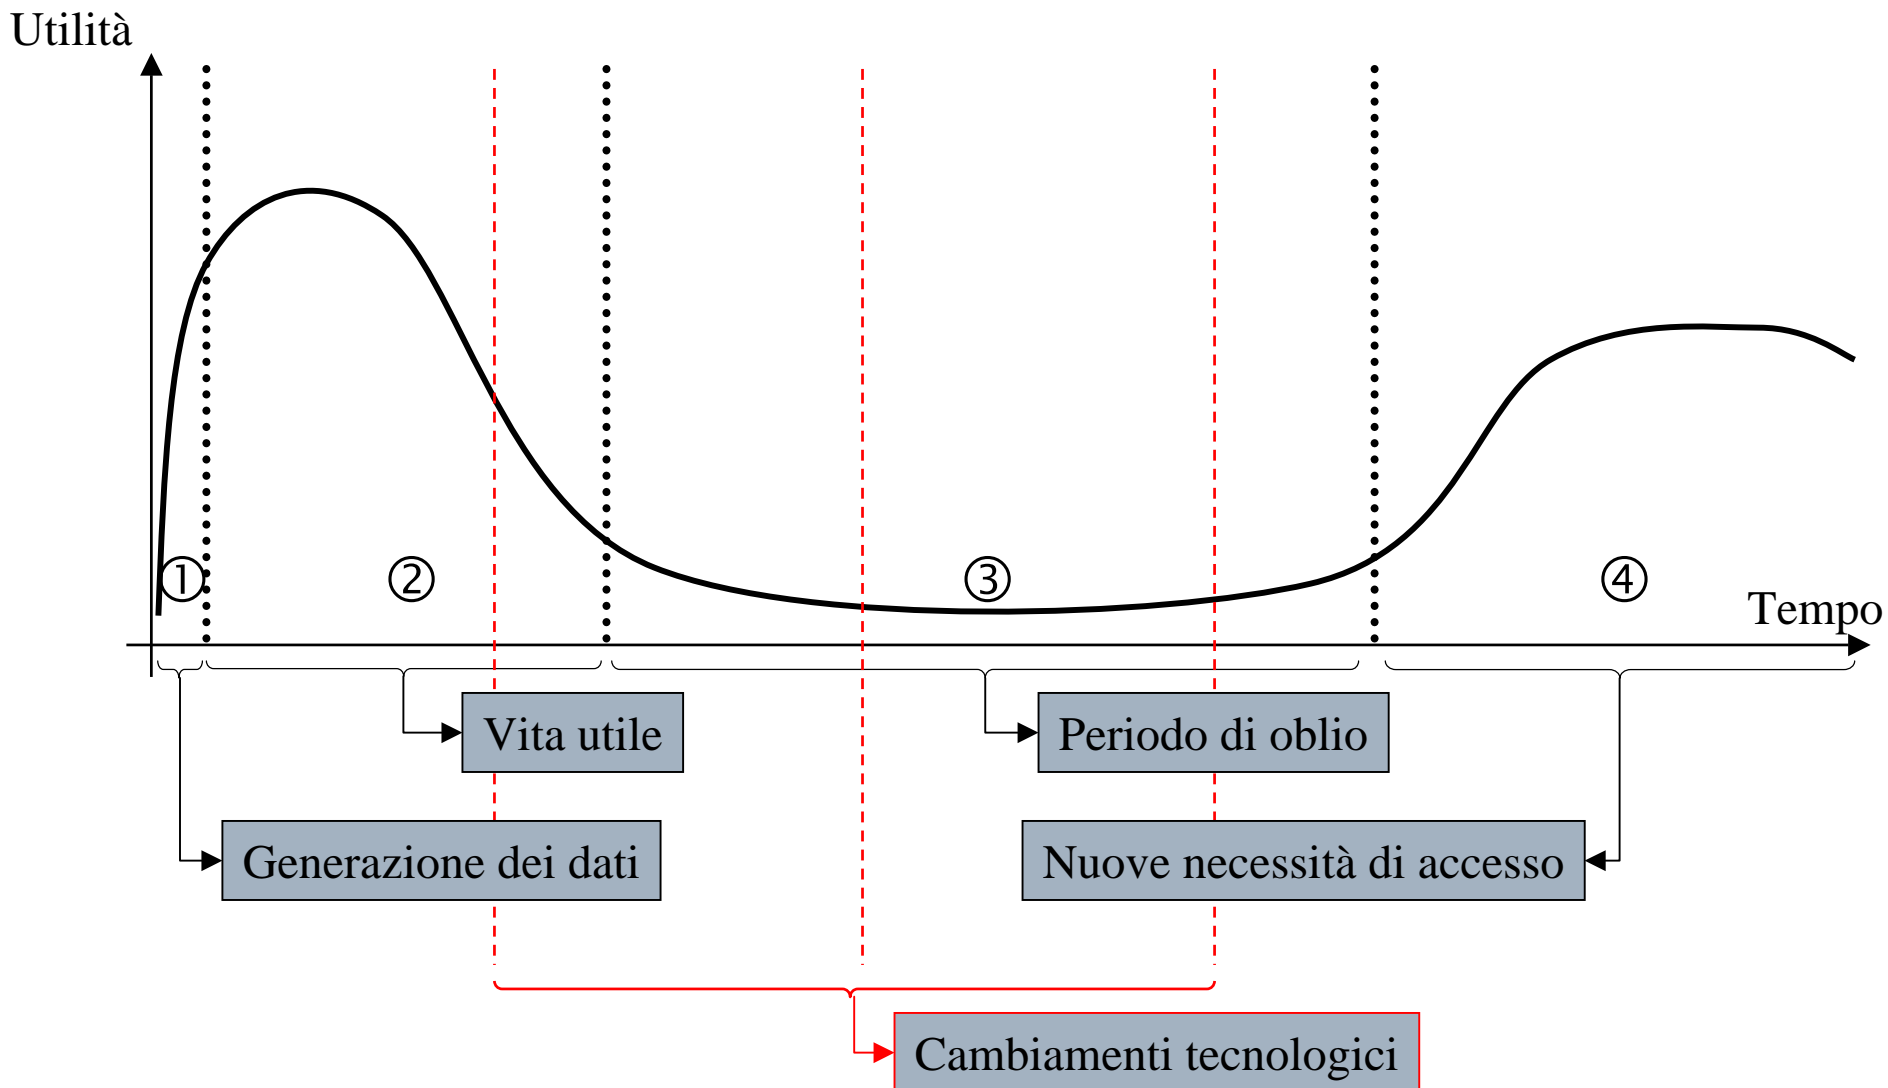 Utilità
①
②
③
④
Tempo
Vita utile
Periodo di oblio
Generazione dei dati
Nuove necessità di accesso
Cambiamenti tecnologici